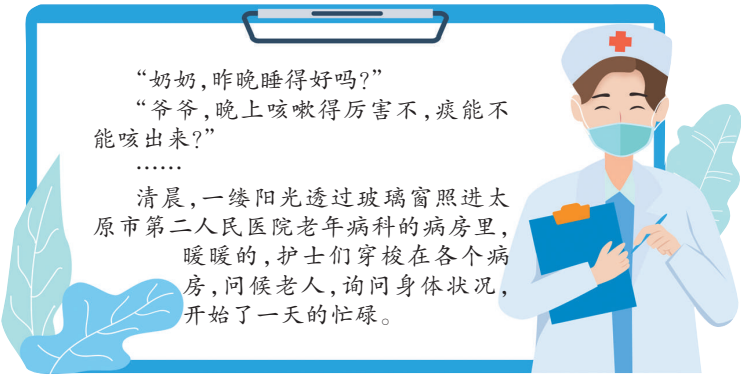 “奶奶,昨晚睡得好吗?”
“爷爷,晚上咳嗽得厉害不,痰能不
能咳出来?”
……
清晨,一缕阳光透过玻璃窗照进太
原市第二人民医院老年病科的病房里,
暖暖的,护士们穿梭在各个病
房,问候老人,询问身体状况,
开始了一天的忙碌。